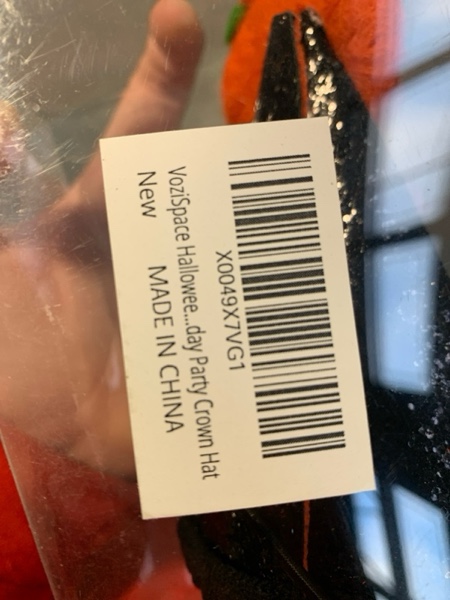 X0049X7VG1
VoziSpace Hallowee...day Party Crown Hat
New MADE IN CHINA